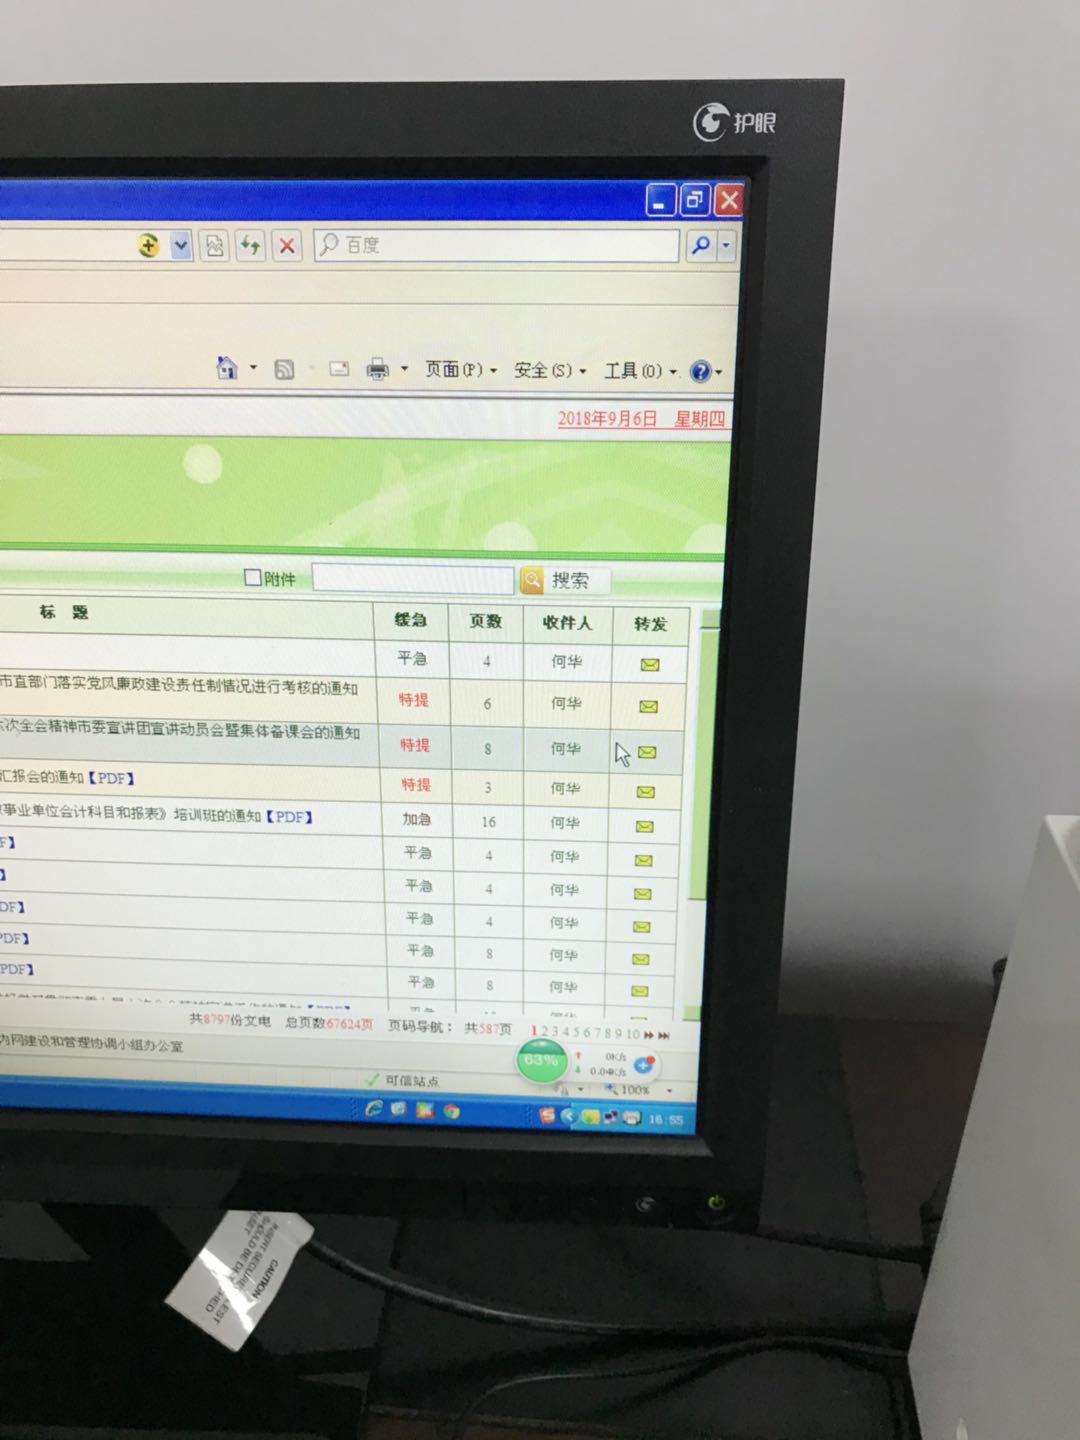 护眼
百度
页面(P) 安全(S) 工具(O)
2018年9月6日 星期四
附件 搜索
标 题 缓急 页数 收件人 转发
平急 4 何华
市直部门落实党风廉政建设责任制情况进行考核的通知 特提 6 何华
次全会精神市委宣讲团宣讲动员会暨集体备课会的通知 特提 8 何华
汇报会的通知【PDF】 特提 3 何华
事业单位会计科目和报表》培训班的通知【PDF】 加急 16 何华
F】 平急 4 何华
】 平急 4 何华
DF】 平急 4 何华
PDF】 平急 8 何华
PDF】 平急 8 何华
共8797份文电 总页数67624页 页码导航： 共587页 1 2 3 4 5 6 7 8 9 10
内网建设和管理协调小组办公室
63% 0K/s
0.04K/s
可信站点 100%
16:55
CAUTION